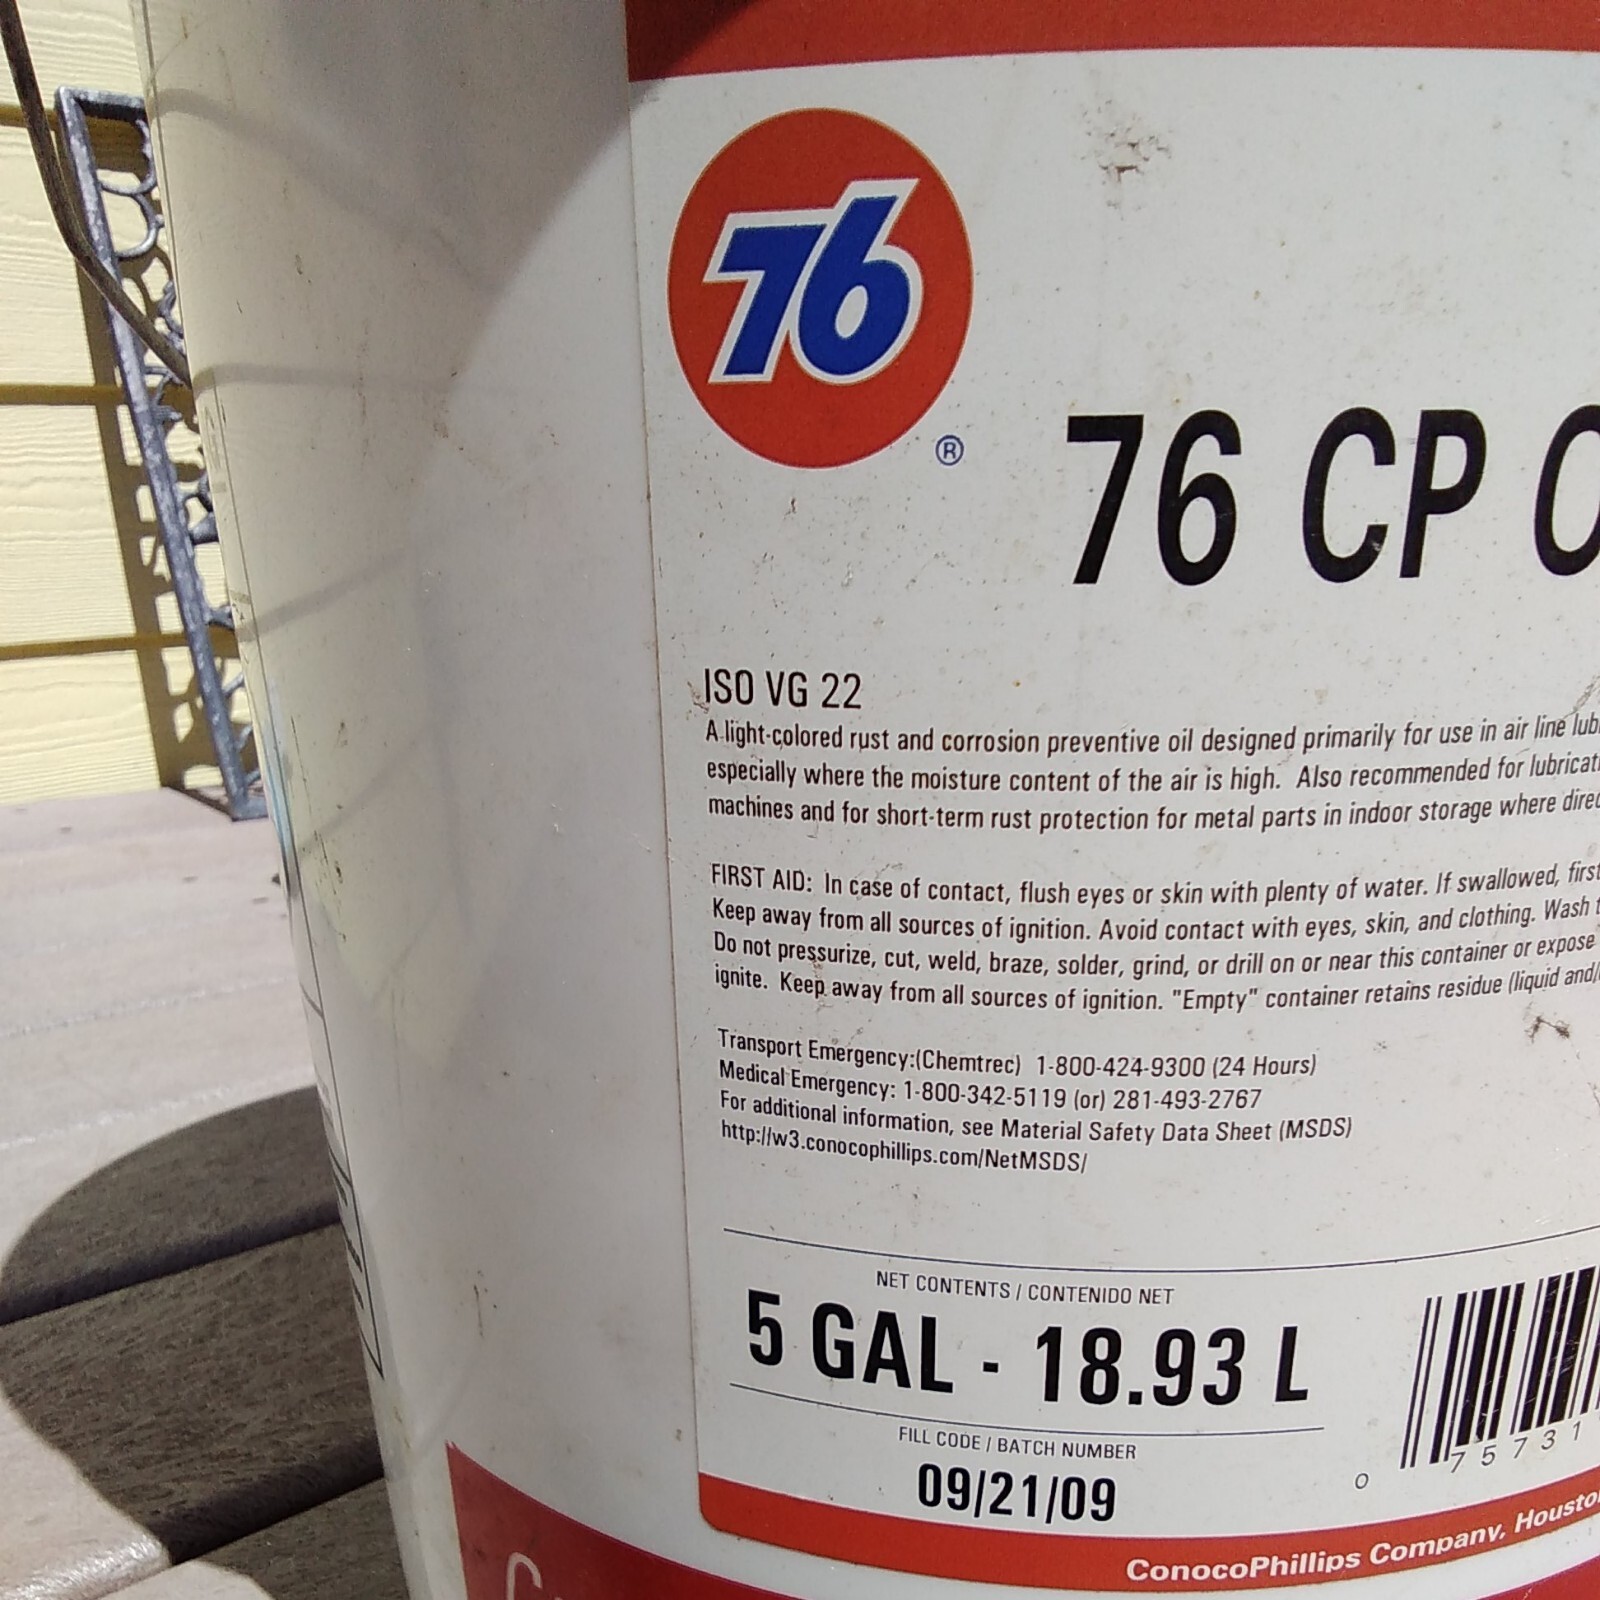 76
®
76 CP
ISO VG 22
A light-colored rust and corrosion preventive oil designed primarily for use in air line
especially where the moisture content of the air is high. Also recommended for
machines and for short-term rust protection for metal parts in indoor storage where
FIRST AID: In case of contact, flush eyes or skin with plenty of water. If swallowed, first
Keep away from all sources of ignition. Avoid contact with eyes, skin, and clothing. Wash
Do not pressurize, cut, weld, braze, solder, grind, or drill on or near this container or expose
ignite. Keep away from all sources of ignition. "Empty" container retains residue (liquid
Transport Emergency:(Chemtrec) 1-800-424-9300 (24 Hours)
Medical Emergency: 1-800-342-5119 (or) 281-493-2767
For additional information, see Material Safety Data Sheet (MSDS)
http://w3.conocophillips.com/NetMSDS/
NET CONTENTS / CONTENIDO NET
5 GAL - 18.93 L
FILL CODE / BATCH NUMBER
09/21/09
0 75731
ConocoPhillips Company,